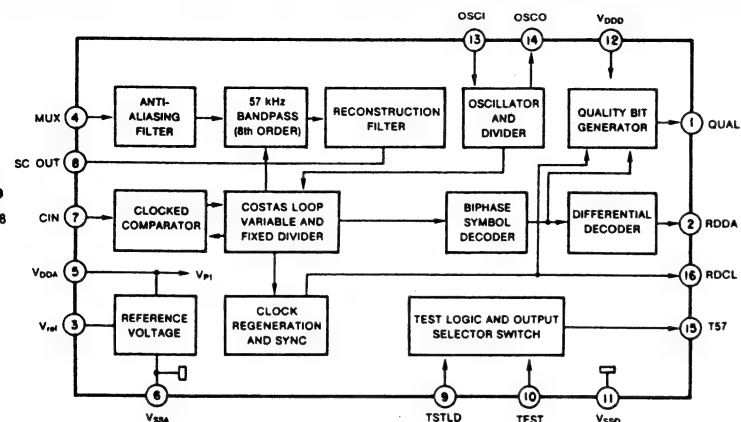 OSCI OSCO VDDD
13 14 12
MUX 4
ANTI-
ALIASING
FILTER
57 kHz
BANDPASS
(8th ORDER)
RECONSTRUCTION
FILTER
OSCILLATOR
AND
DIVIDER
QUALITY BIT
GENERATOR
1 QUAL
SC OUT 8
CIN 7
CLOCKED
COMPARATOR
COSTAS LOOP
VARIABLE AND
FIXED DIVIDER
BIPHASE
SYMBOL
DECODER
DIFFERENTIAL
DECODER
2 RDDA
VDDA 5
VP1
16 RDCL
Vref 3
REFERENCE
VOLTAGE
CLOCK
REGENERATION
AND SYNC
TEST LOGIC AND OUTPUT
SELECTOR SWITCH
15 T57
6 9 10 11
VSSA TSTLD TEST VSSD
8